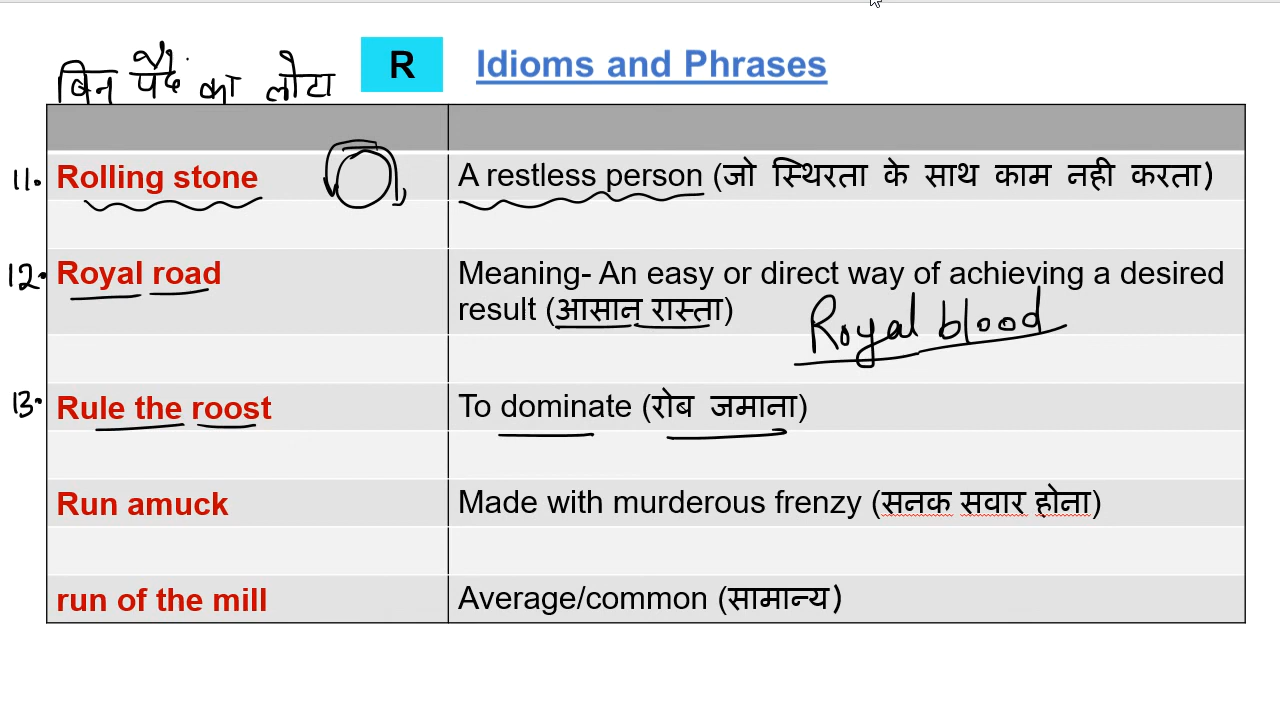 बिन पेंदे का लोटा
R Idioms and Phrases
11. Rolling stone A restless person (जो स्थिरता के साथ काम नही करता)
12. Royal road Meaning- An easy or direct way of achieving a desired
result (आसान रास्ता)
Royal blood
13. Rule the roost To dominate (रोब जमाना)
Run amuck Made with murderous frenzy (सनक सवार होना)
run of the mill Average/common (सामान्य)